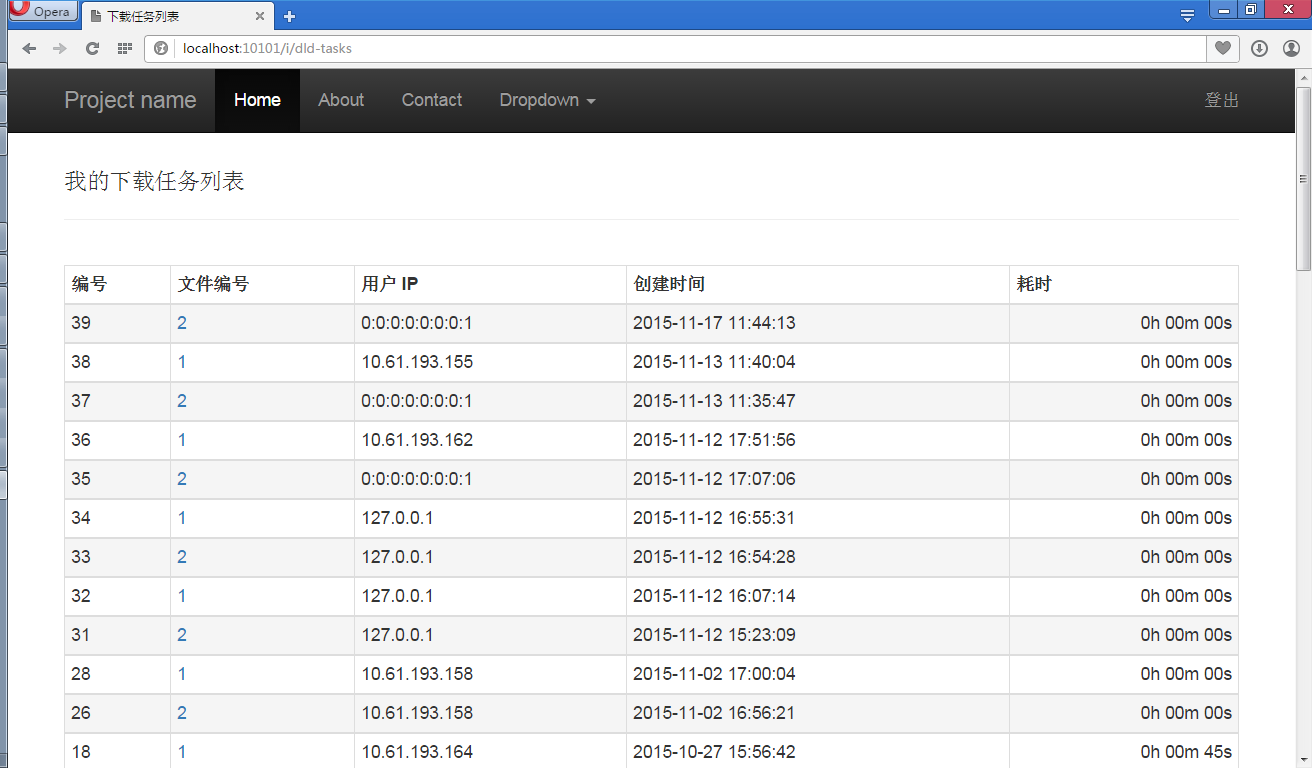 Opera
下载任务列表
localhost:10101/i/dld-tasks
Project name Home About Contact Dropdown 登出
我的下载任务列表
编号 文件编号 用户 IP 创建时间 耗时
39 2 0:0:0:0:0:0:0:1 2015-11-17 11:44:13 0h 00m 00s
38 1 10.61.193.155 2015-11-13 11:40:04 0h 00m 00s
37 2 0:0:0:0:0:0:0:1 2015-11-13 11:35:47 0h 00m 00s
36 1 10.61.193.162 2015-11-12 17:51:56 0h 00m 00s
35 2 0:0:0:0:0:0:0:1 2015-11-12 17:07:06 0h 00m 00s
34 1 127.0.0.1 2015-11-12 16:55:31 0h 00m 00s
33 2 127.0.0.1 2015-11-12 16:54:28 0h 00m 00s
32 1 127.0.0.1 2015-11-12 16:07:14 0h 00m 00s
31 2 127.0.0.1 2015-11-12 15:23:09 0h 00m 00s
28 1 10.61.193.158 2015-11-02 17:00:04 0h 00m 00s
26 2 10.61.193.158 2015-11-02 16:56:21 0h 00m 00s
18 1 10.61.193.164 2015-10-27 15:56:42 0h 00m 45s